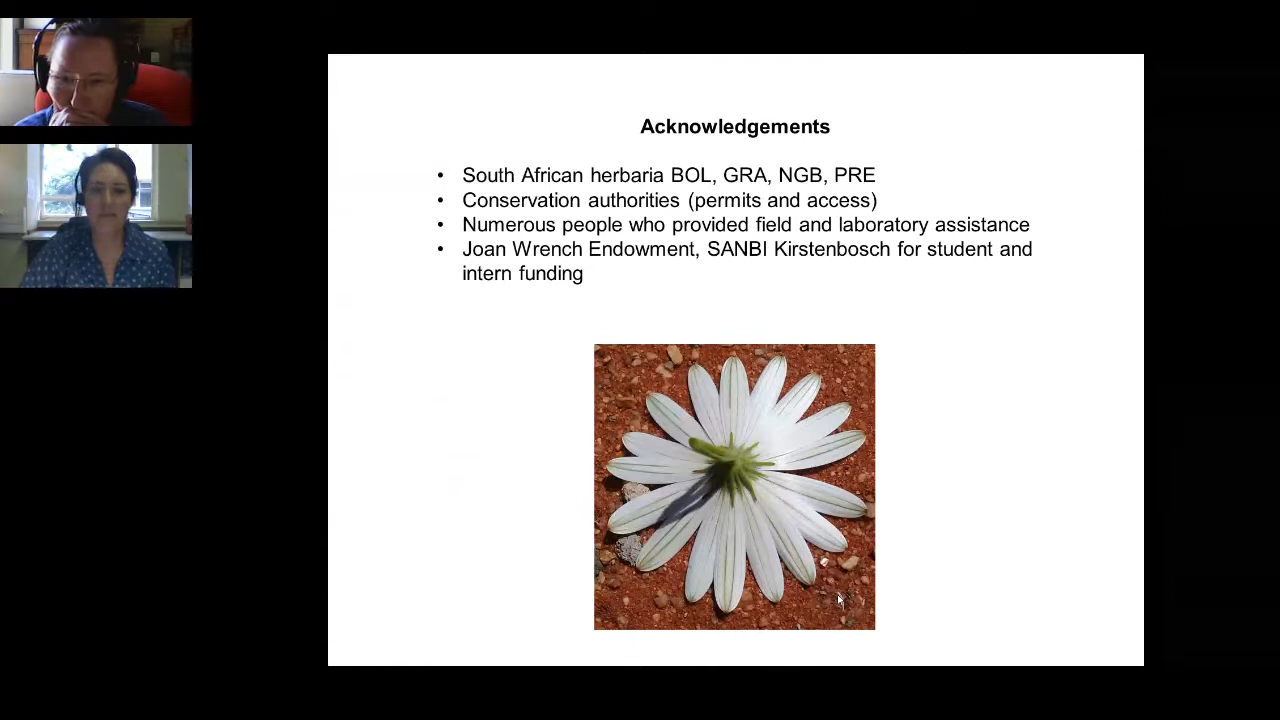 Acknowledgements
• South African herbaria BOL, GRA, NGB, PRE
• Conservation authorities (permits and access)
• Numerous people who provided field and laboratory assistance
• Joan Wrench Endowment, SANBI Kirstenbosch for student and
intern funding